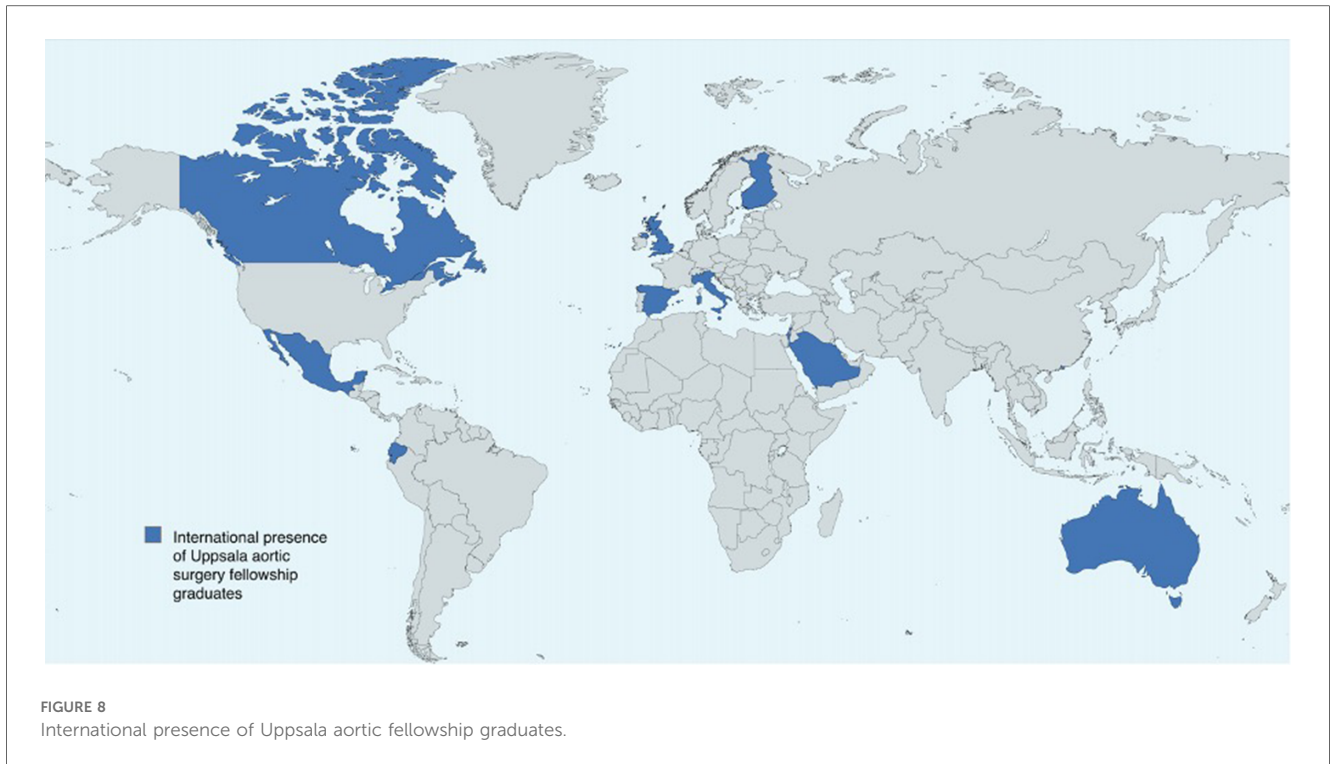 International presence
of Uppsala aortic
surgery fellowship
graduates
FIGURE 8
International presence of Uppsala aortic fellowship graduates.